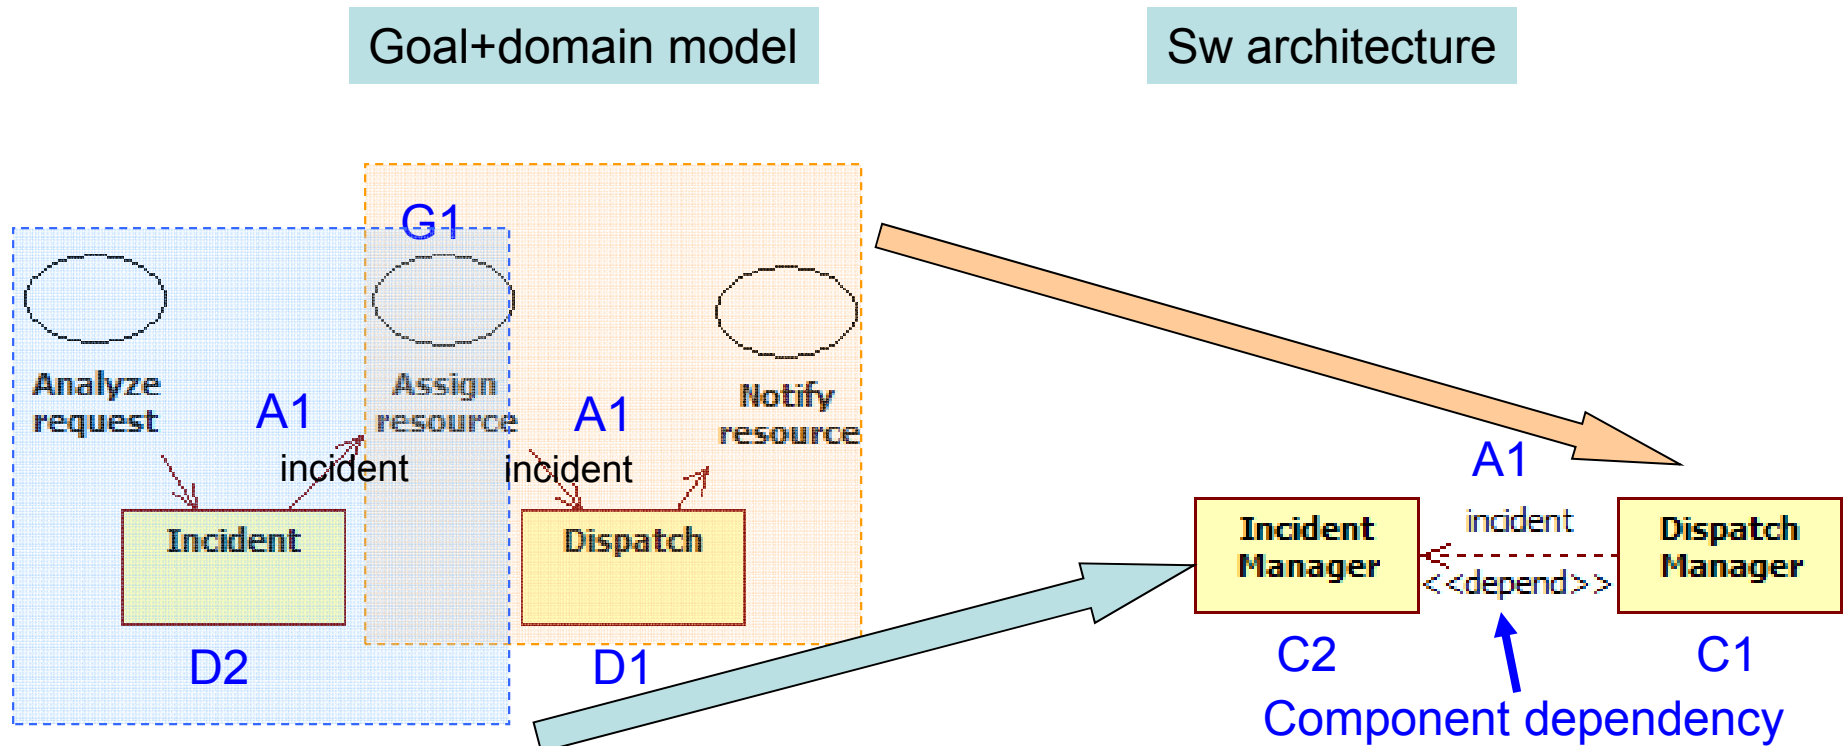 Goal+domain model
Sw architecture
G1
Analyze
request
A1
incident
Assign
resource
A1
incident
Notify
resource
Incident
Dispatch
D2
D1
A1
incident
<<depend>>
Incident
Manager
Dispatch
Manager
C2
C1
Component dependency